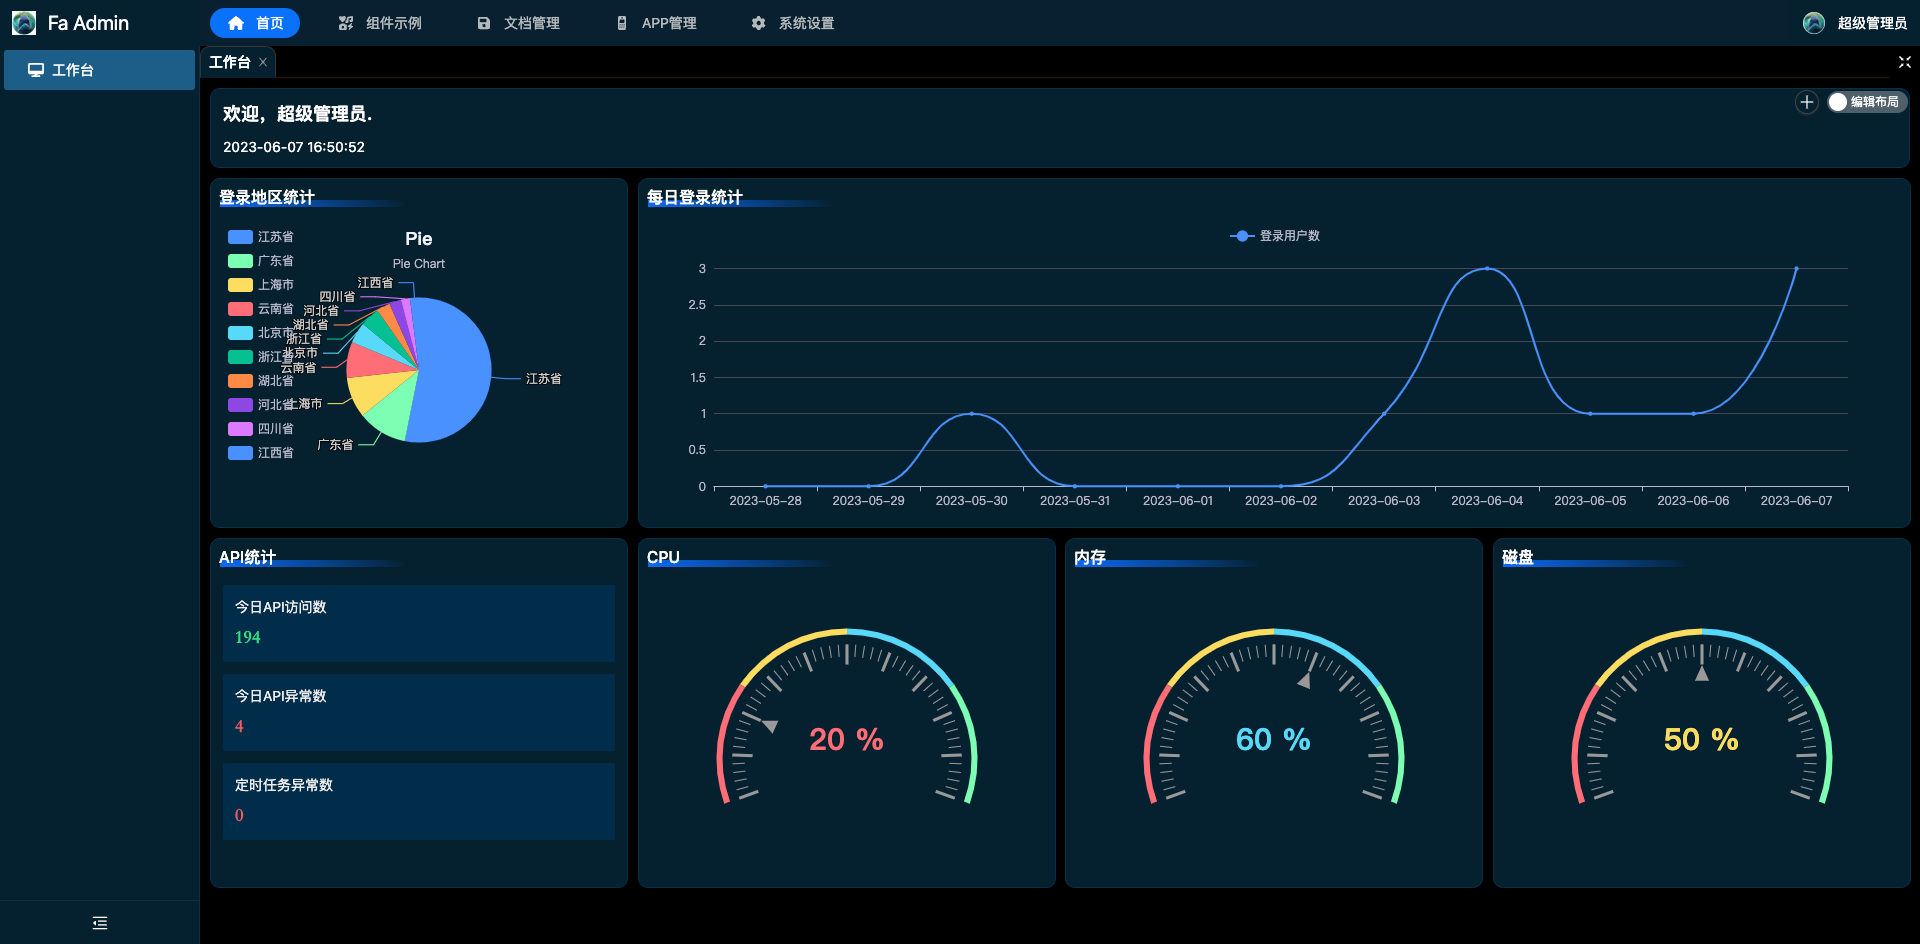 Fa Admin
首页
组件示例
文档管理
APP管理
系统设置
超级管理员
工作台
工作台
欢迎，超级管理员.
2023-06-07 16:50:52
编辑布局
登录地区统计
江苏省
广东省
上海市
云南省
北京市
浙江省
湖北省
河北省
四川省
江西省
Pie
Pie Chart
江西省
四川省
河北省
湖北省
浙江省
北京市
云南省
上海市
广东省
江苏省
每日登录统计
登录用户数
3
2.5
2
1.5
1
0.5
0
2023-05-28
2023-05-29
2023-05-30
2023-05-31
2023-06-01
2023-06-02
2023-06-03
2023-06-04
2023-06-05
2023-06-06
2023-06-07
API统计
今日API访问数
194
今日API异常数
4
定时任务异常数
0
CPU
20 %
内存
60 %
磁盘
50 %